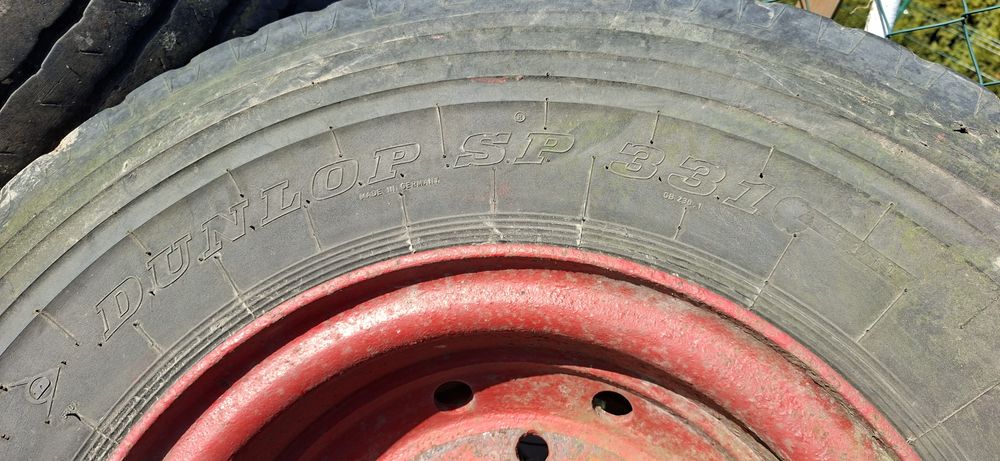 DUNLOP SP 331
MADE IN GERMANY